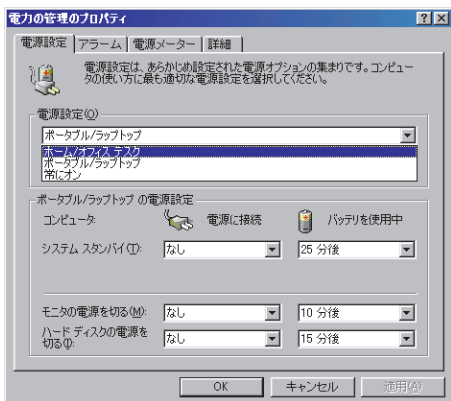 電力の管理のプロパティ
電源設定 アラーム 電源メーター 詳細
電源設定は、あらかじめ設定された電源オプションの集まりです。コンピュー
タの使い方に最も適切な電源設定を選択してください。
電源設定(O)
ポータブル/ラップトップ
ホーム/オフィス デスク
ポータブル/ラップトップ
常にオン
ポータブル/ラップトップ の電源設定
コンピュータ: 電源に接続 バッテリを使用中
システム スタンバイ(T): なし 25 分後
モニタの電源を切る(M): なし 10 分後
ハード ディスクの電源を
切る(I): なし 15 分後
OK キャンセル 適用(A)